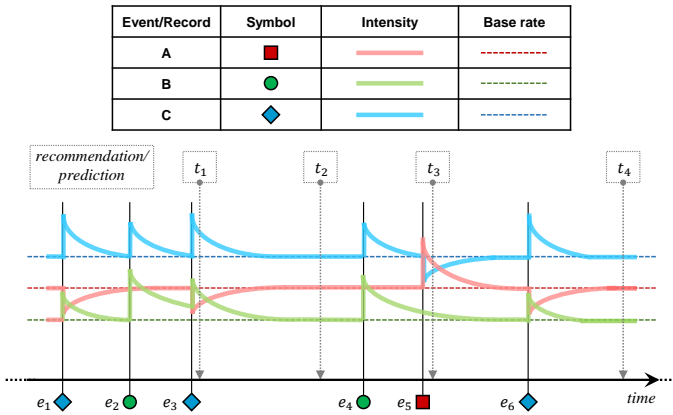 Event/Record Symbol Intensity Base rate
A
B
C
recommendation/
prediction
t₁ t₂ t₃ t₄
e₁ e₂ e₃ e₄ e₅ e₆ time